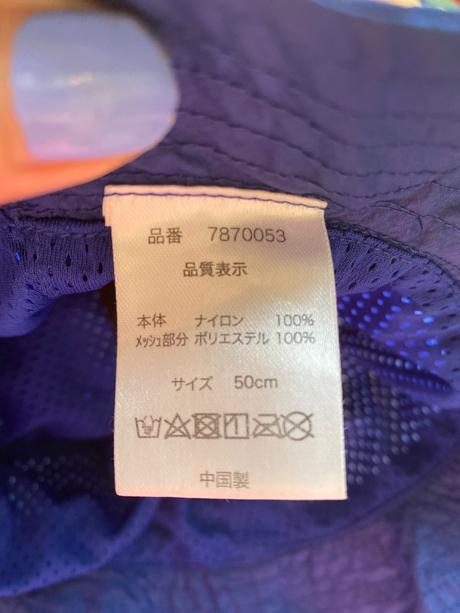 品番 7870053
品質表示
本体 ナイロン 100%
メッシュ部分 ポリエステル 100%
サイズ 50cm
中国製